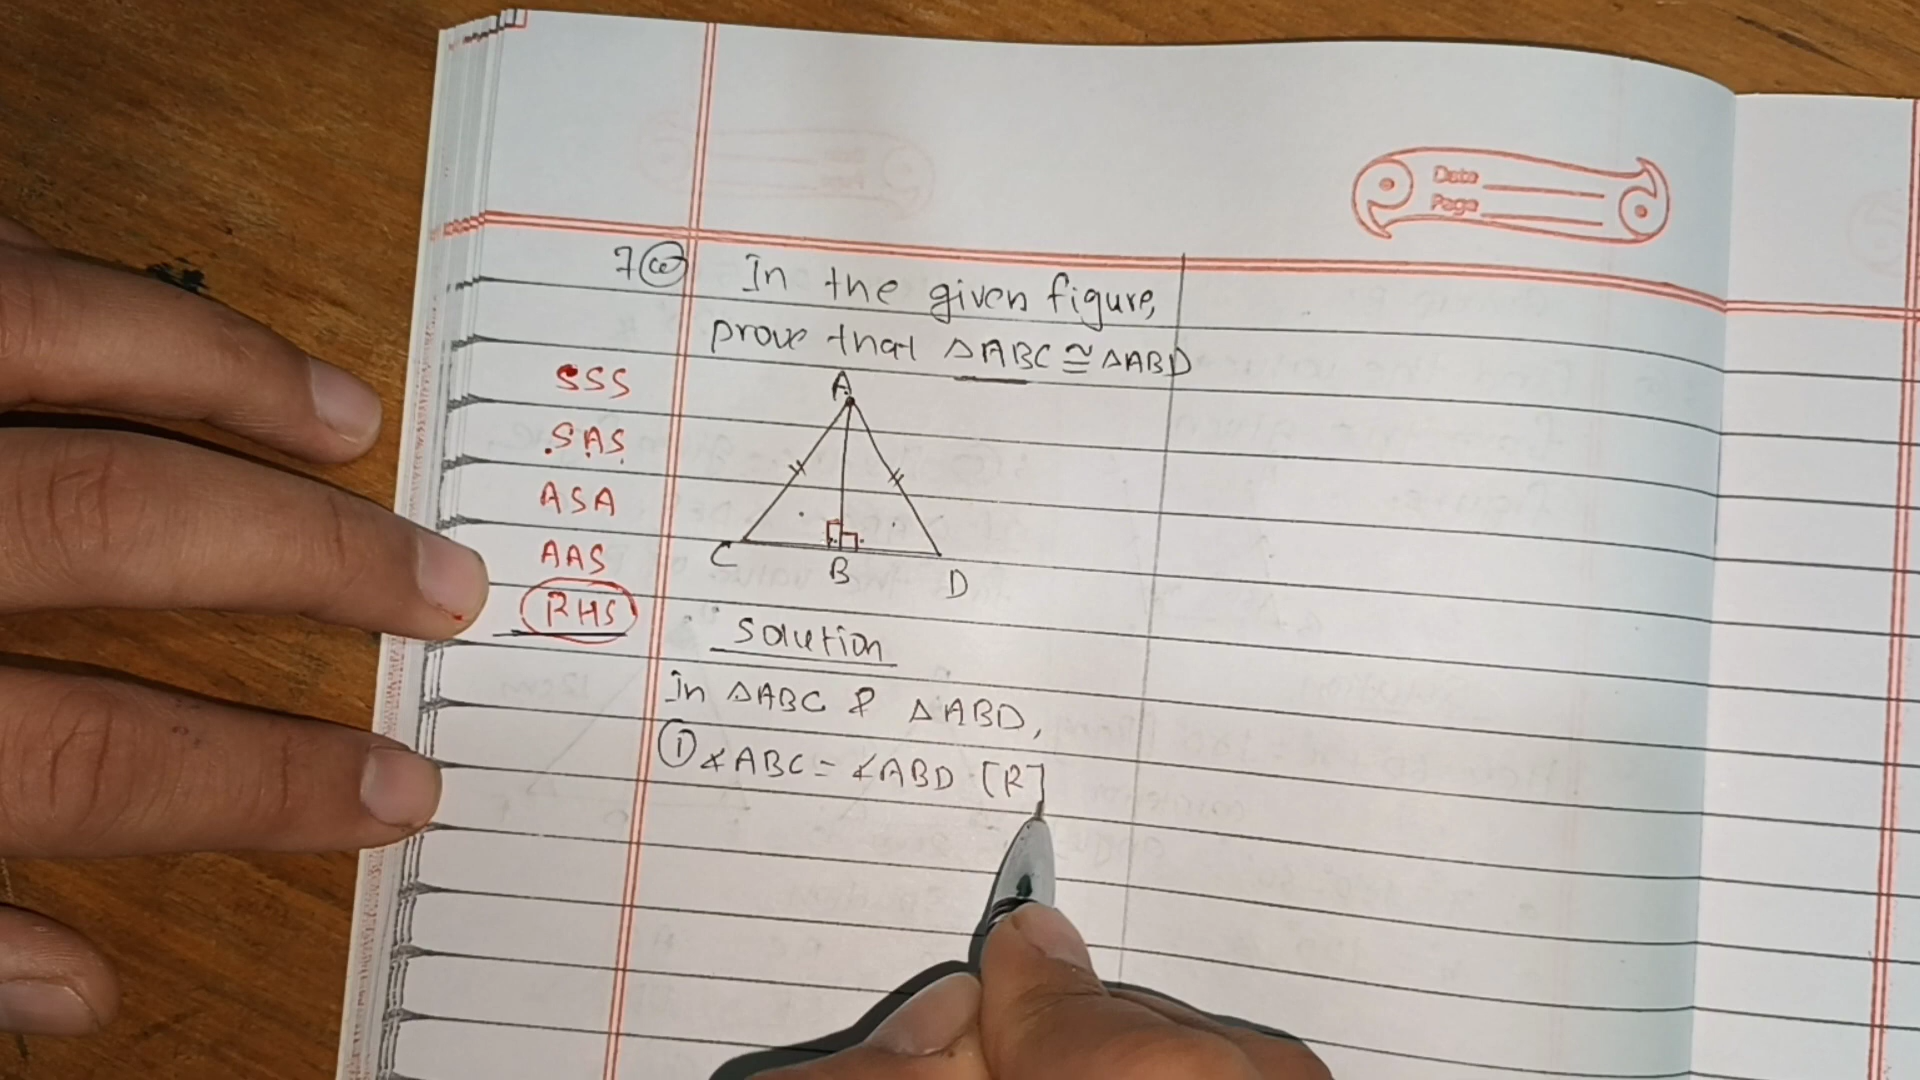 Date
Page
7(a) In the given figure,
prove that △ABC ≅ △ABD
SSS
SAS
ASA
AAS
RHS
A
C
B
D
Solution
In △ABC & △ABD,
① ∡ABC = ∡ABD [R]